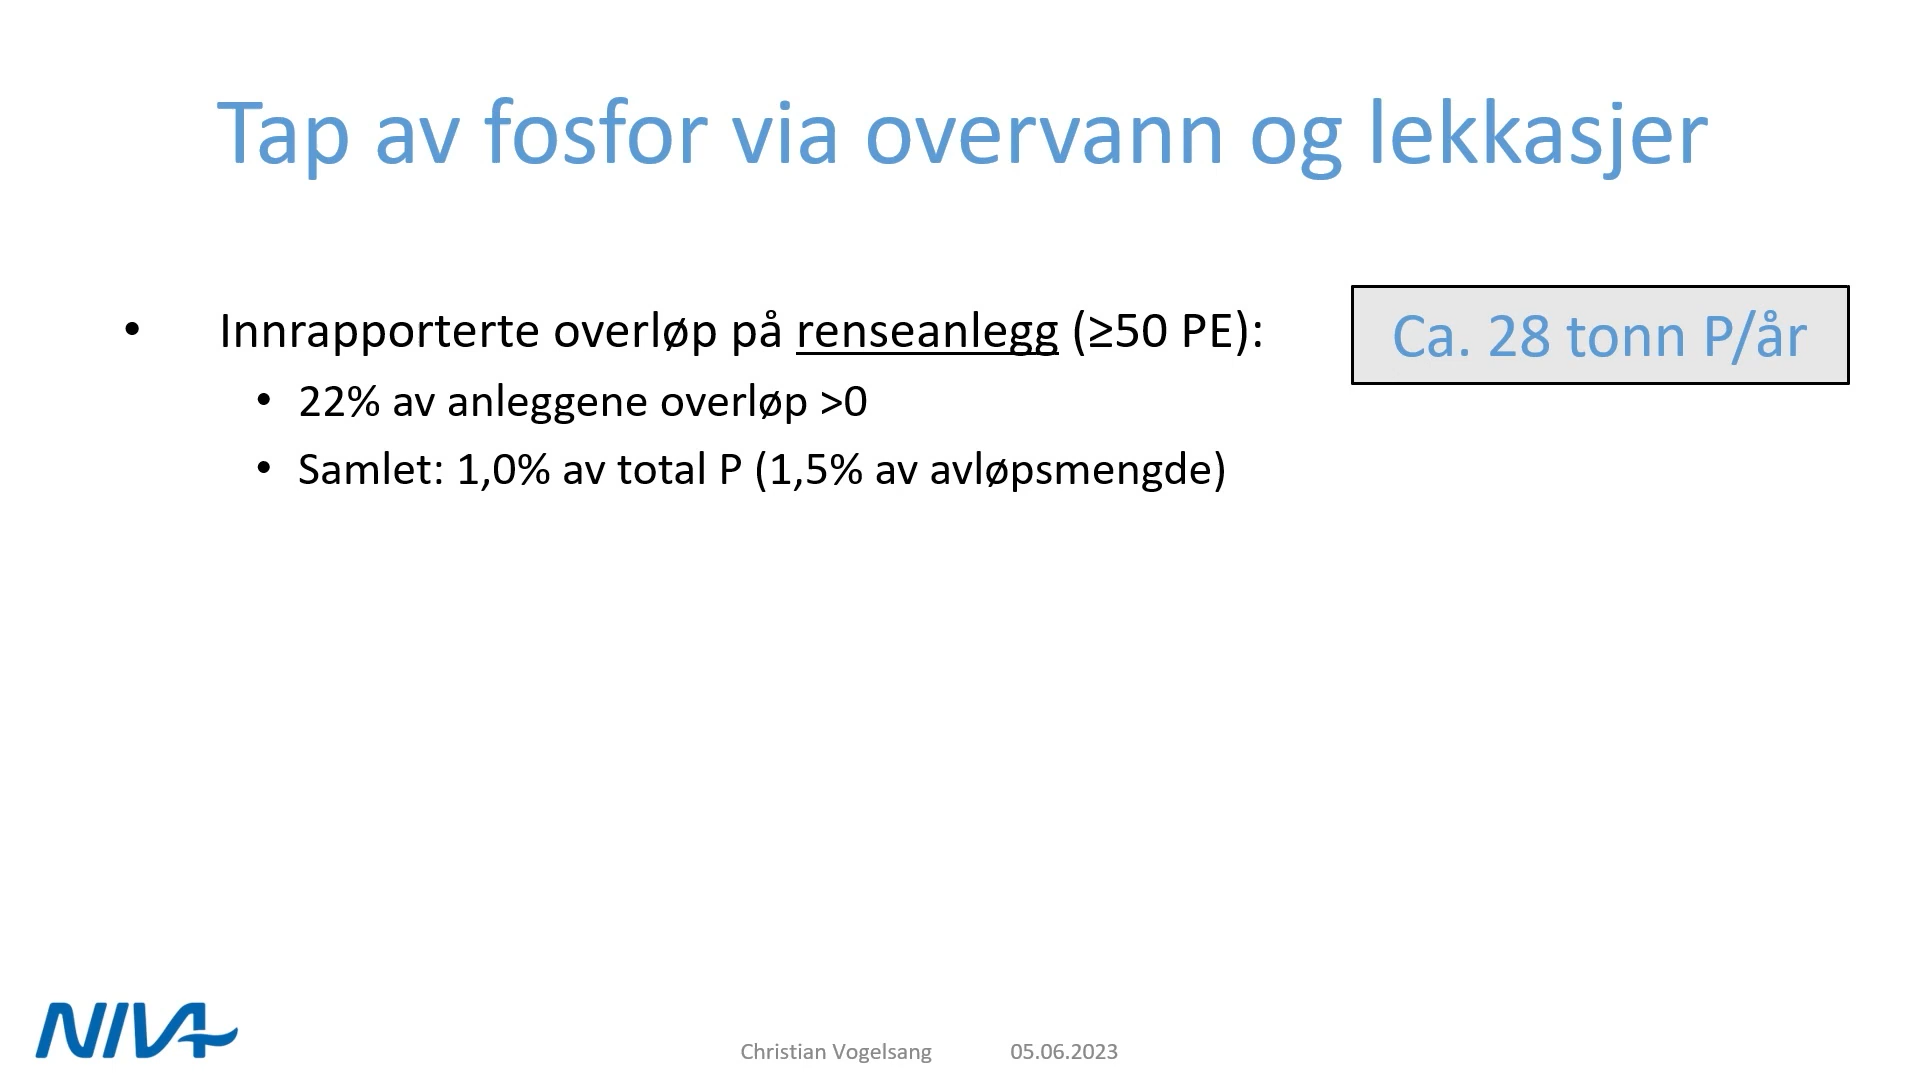 Tap av fosfor via overvann og lekkasjer
• Innrapporterte overløp på renseanlegg (≥50 PE):
Ca. 28 tonn P/år
• 22% av anleggene overløp >0
• Samlet: 1,0% av total P (1,5% av avløpsmengde)
NIVA
Christian Vogelsang 05.06.2023